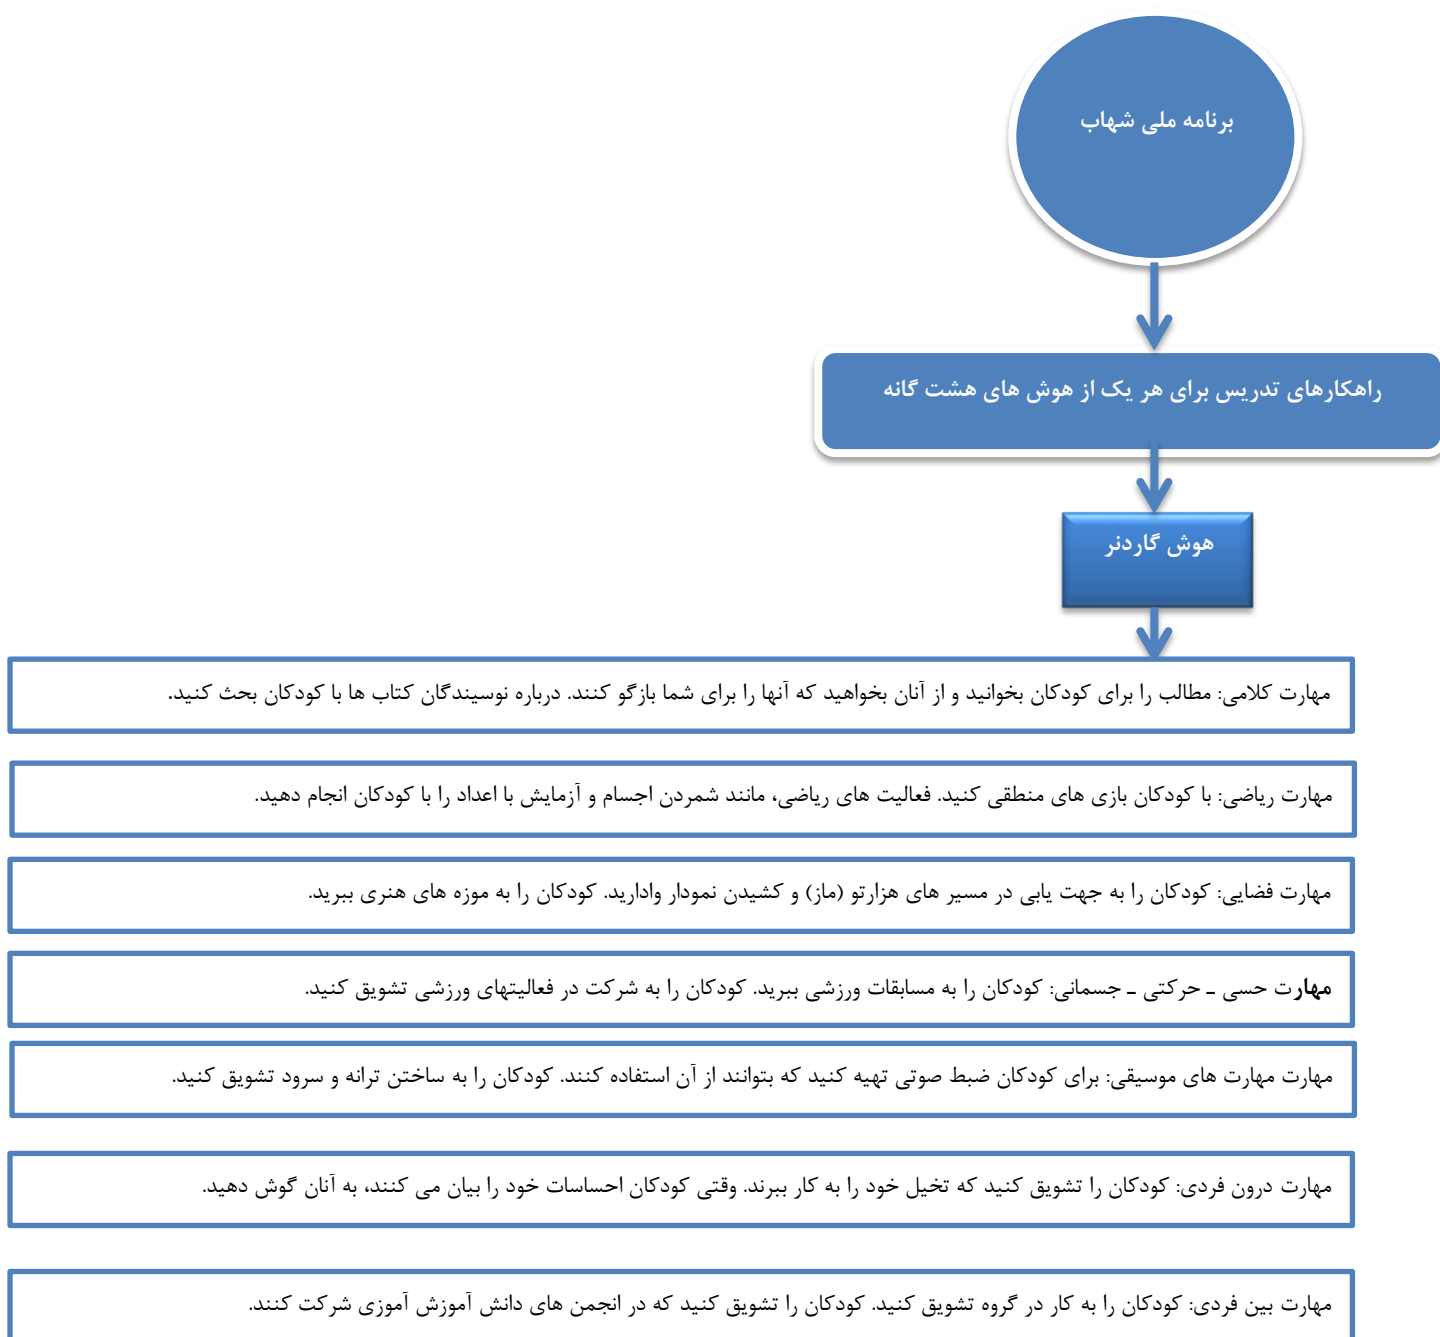 برنامه ملی شهاب
راهکارهای تدریس برای هر یک از هوش های هشت گانه
هوش گاردنر
مهارت کلامی: مطالب را برای کودکان بخوانید و از آنان بخواهید که آنها را برای شما بازگو کنند. درباره نویسندگان کتاب ها با کودکان بحث کنید.
مهارت ریاضی: با کودکان بازی های منطقی کنید. فعالیت های ریاضی، مانند شمردن اجسام و آزمایش با اعداد را با کودکان انجام دهید.
مهارت فضایی: کودکان را به جهت یابی در مسیر های هزارتو (ماز) و کشیدن نمودار وادارید. کودکان را به موزه های هنری ببرید.
مهارت حسی ـ حرکتی ـ جسمانی: کودکان را به مسابقات ورزشی ببرید. کودکان را به شرکت در فعالیتهای ورزشی تشویق کنید.
مهارت مهارت های موسیقی: برای کودکان ضبط صوتی تهیه کنید که بتوانند از آن استفاده کنند. کودکان را به ساختن ترانه و سرود تشویق کنید.
مهارت درون فردی: کودکان را تشویق کنید که تخیل خود را به کار ببرند. وقتی کودکان احساسات خود را بیان می کنند، به آنان گوش دهید.
مهارت بین فردی: کودکان را به کار در گروه تشویق کنید. کودکان را تشویق کنید که در انجمن های دانش آموزش آموزی شرکت کنند.